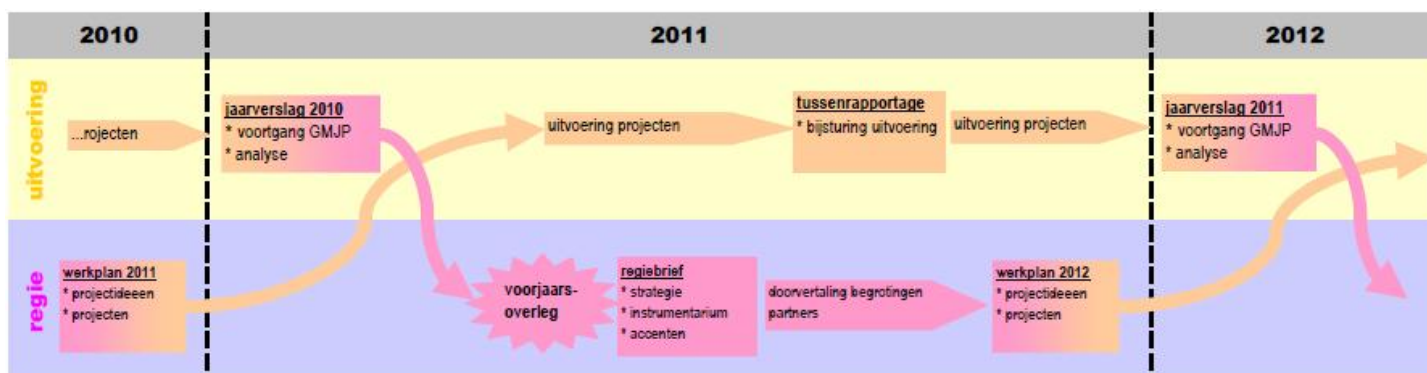 2010
2011
2012
uitvoering
...rojecten
jaarverslag 2010
* voortgang GMJP
* analyse
uitvoering projecten
tussenrapportage
* bijsturing uitvoering
uitvoering projecten
jaarverslag 2011
* voortgang GMJP
* analyse
regie
werkplan 2011
* projectideeen
* projecten
voorjaars-
overleg
regiebrief
* strategie
* instrumentarium
* accenten
doorvertaling begrotingen
partners
werkplan 2012
* projectideeen
* projecten